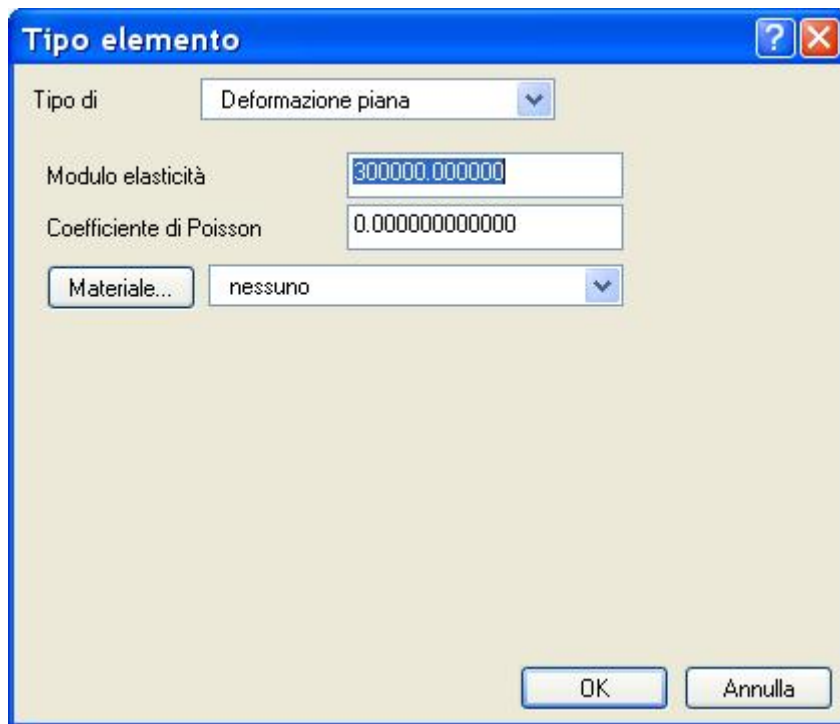 Tipo elemento
Tipo di Deformazione piana
Modulo elasticità 300000.000000
Coefficiente di Poisson 0.000000000000
Materiale... nessuno
OK Annulla